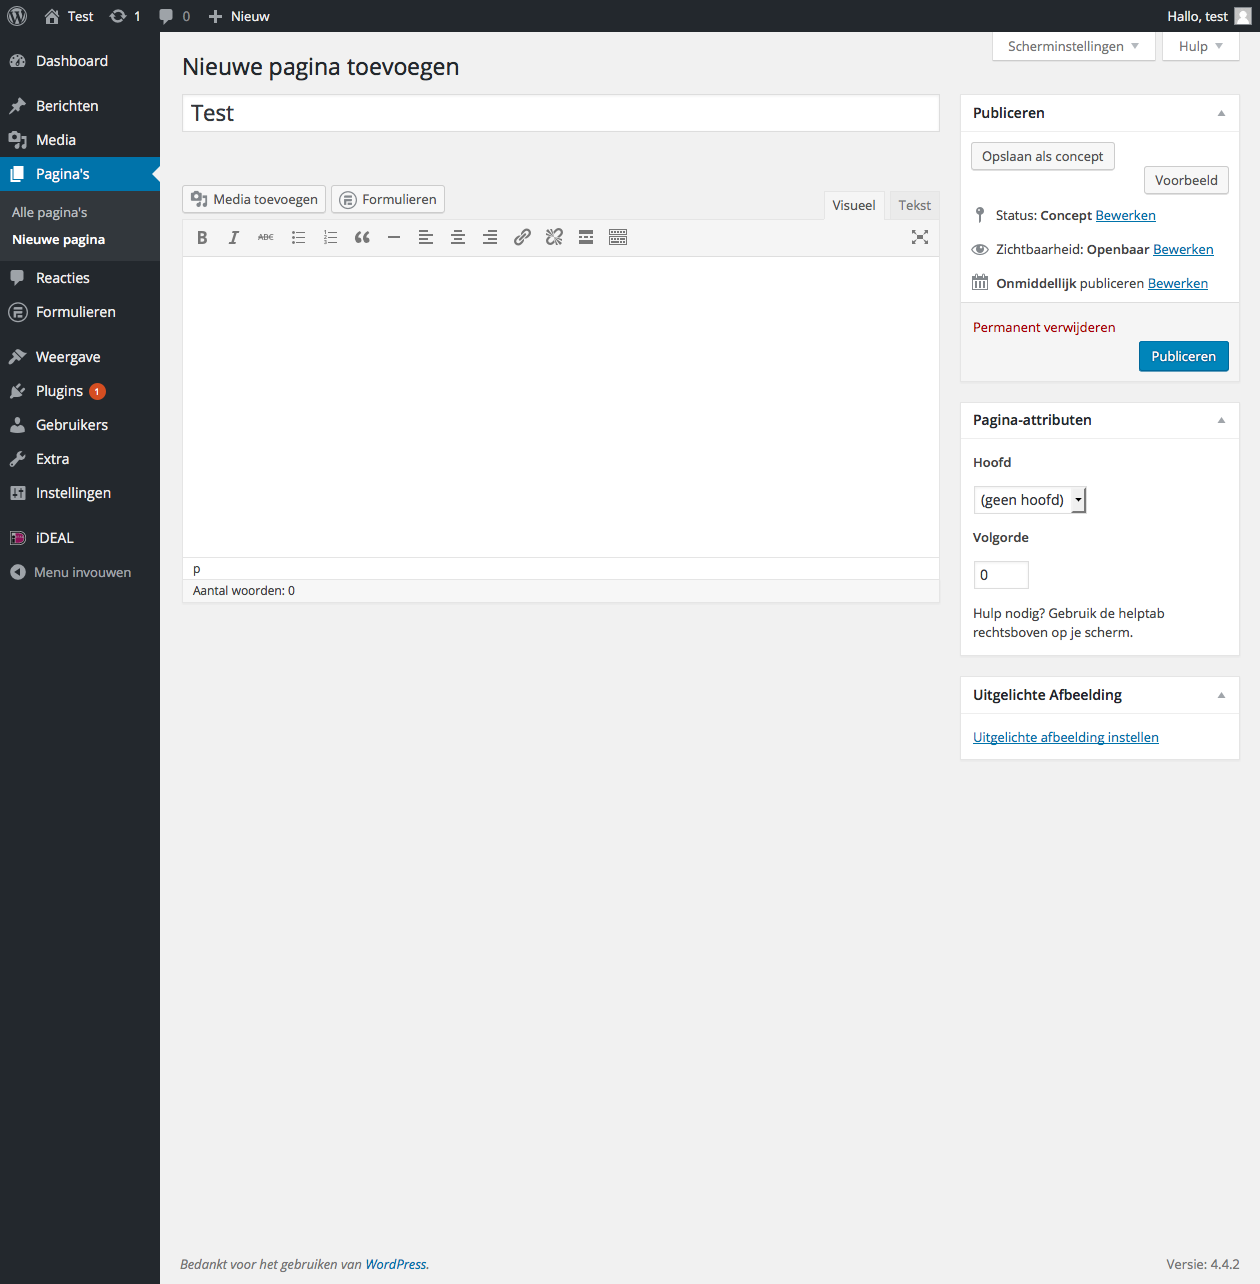 Test 1 0 Nieuw Hallo, test
Scherminstellingen Hulp
Dashboard
Berichten
Media
Pagina's
Alle pagina's
Nieuwe pagina
Reacties
Formulieren
Weergave
Plugins 1
Gebruikers
Extra
Instellingen
iDEAL
Menu invouwen
Nieuwe pagina toevoegen
Test
Media toevoegen Formulieren
Visueel Tekst
B I ABC
p
Aantal woorden: 0
Publiceren
Opslaan als concept
Voorbeeld
Status: Concept Bewerken
Zichtbaarheid: Openbaar Bewerken
Onmiddellijk publiceren Bewerken
Permanent verwijderen
Publiceren
Pagina-attributen
Hoofd
(geen hoofd)
Volgorde
0
Hulp nodig? Gebruik de helptab
rechtsboven op je scherm.
Uitgelichte Afbeelding
Uitgelichte afbeelding instellen
Bedankt voor het gebruiken van WordPress.
Versie: 4.4.2